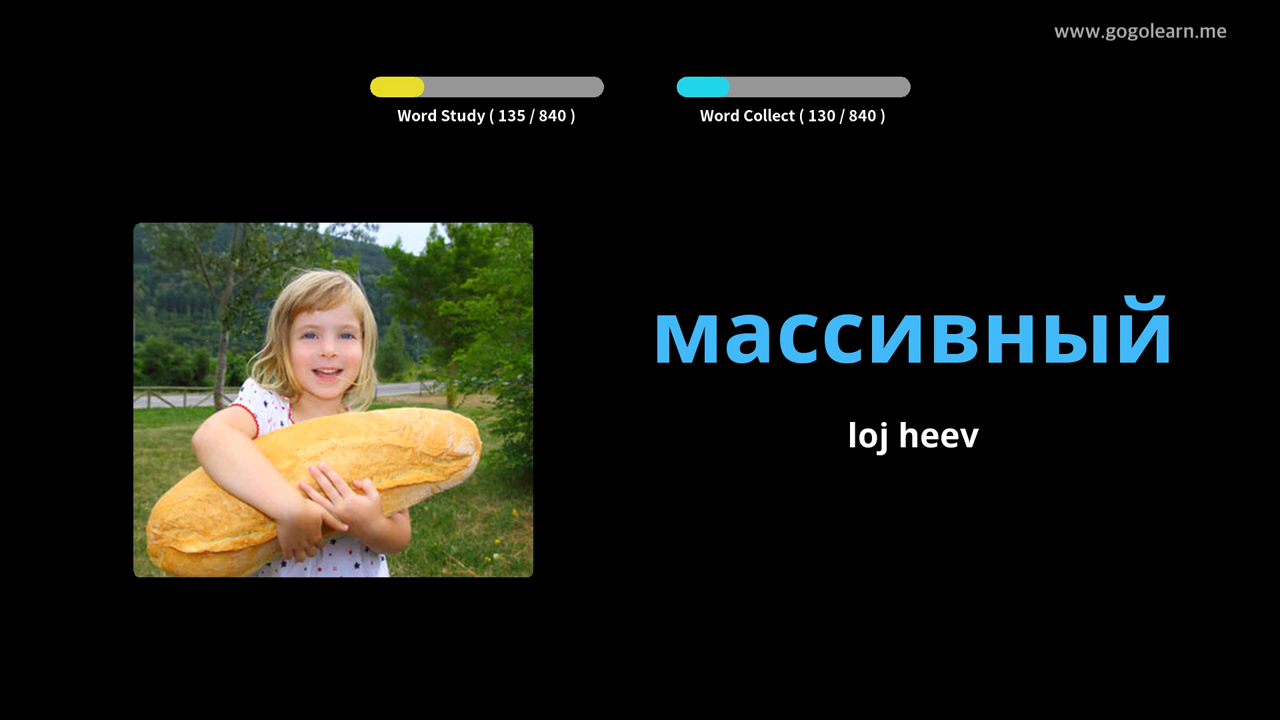 www.gogolearn.me
Word Study ( 135 / 840 )
Word Collect ( 130 / 840 )
массивный
loj heev